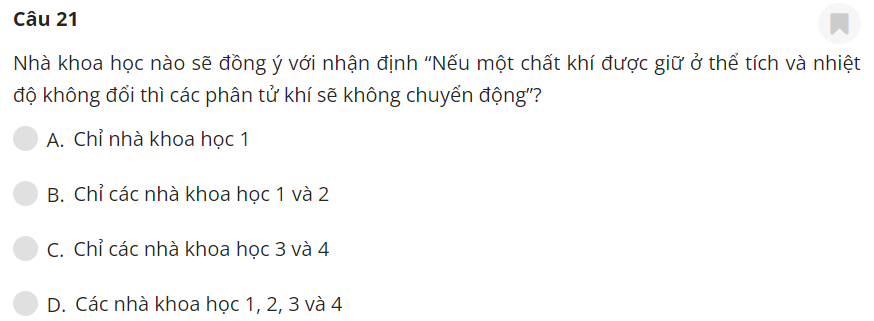 Câu 21
Nhà khoa học nào sẽ đồng ý với nhận định “Nếu một chất khí được giữ ở thể tích và nhiệt
độ không đổi thì các phân tử khí sẽ không chuyển động”?
A. Chỉ nhà khoa học 1
B. Chỉ các nhà khoa học 1 và 2
C. Chỉ các nhà khoa học 3 và 4
D. Các nhà khoa học 1, 2, 3 và 4